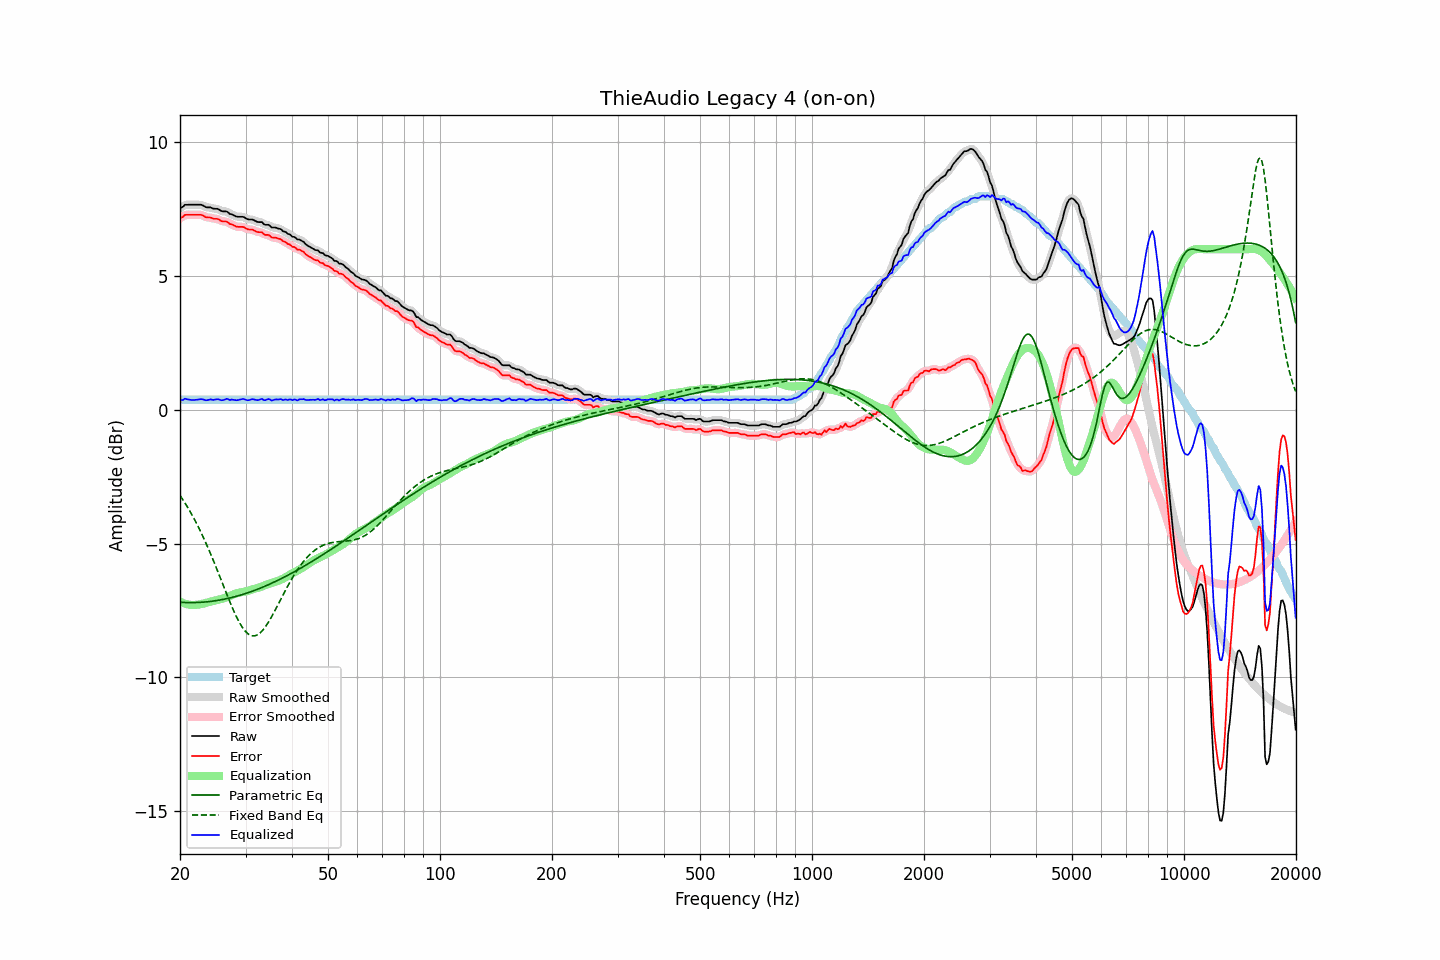 ThieAudio Legacy 4 (on-on)
10
5
0
−5
−10
−15
Amplitude (dBr)
Target
Raw Smoothed
Error Smoothed
Raw
Error
Equalization
Parametric Eq
Fixed Band Eq
Equalized
20 50 100 200 500 1000 2000 5000 10000 20000
Frequency (Hz)